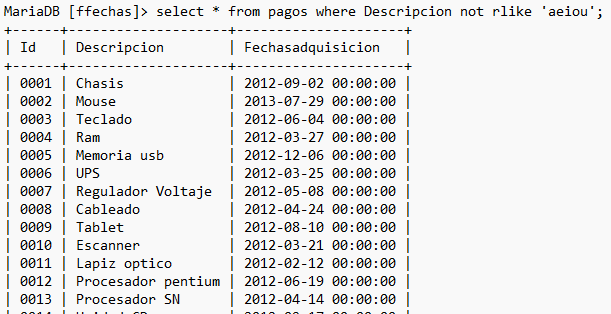 MariaDB [ffechas]> select * from pagos where Descripcion not rlike 'aeiou';
+------+--------------------+---------------------+
| Id   | Descripcion        | Fechasadquisicion   |
+------+--------------------+---------------------+
| 0001 | Chasis             | 2012-09-02 00:00:00 |
| 0002 | Mouse              | 2013-07-29 00:00:00 |
| 0003 | Teclado            | 2012-06-04 00:00:00 |
| 0004 | Ram                | 2012-03-27 00:00:00 |
| 0005 | Memoria usb        | 2012-12-06 00:00:00 |
| 0006 | UPS                | 2012-03-25 00:00:00 |
| 0007 | Regulador Voltaje  | 2012-05-08 00:00:00 |
| 0008 | Cableado           | 2012-04-24 00:00:00 |
| 0009 | Tablet             | 2012-08-10 00:00:00 |
| 0010 | Escanner           | 2012-03-21 00:00:00 |
| 0011 | Lapiz optico       | 2012-02-12 00:00:00 |
| 0012 | Procesador pentium | 2012-06-19 00:00:00 |
| 0013 | Procesador SN      | 2012-04-14 00:00:00 |